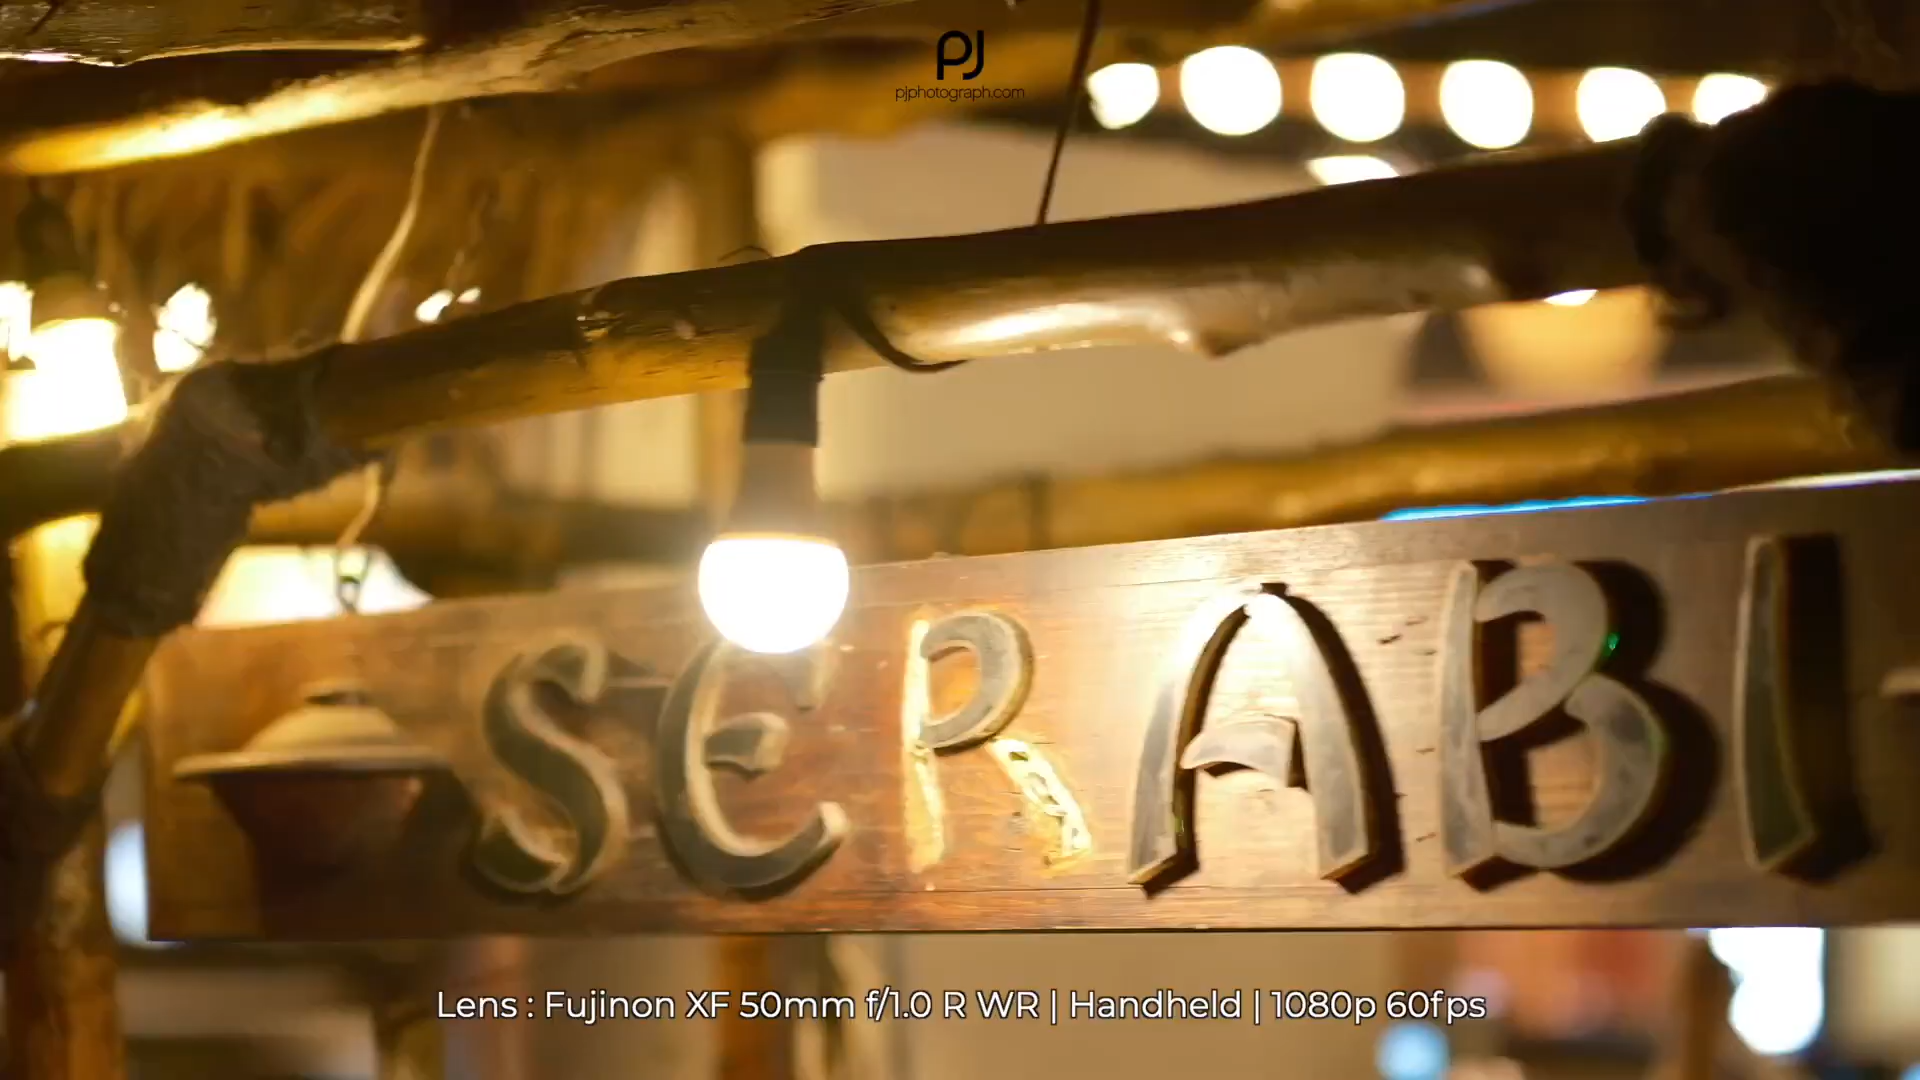 PJ
pjphotograph.com
SERABI
Lens : Fujinon XF 50mm f/1.0 R WR | Handheld | 1080p 60fps